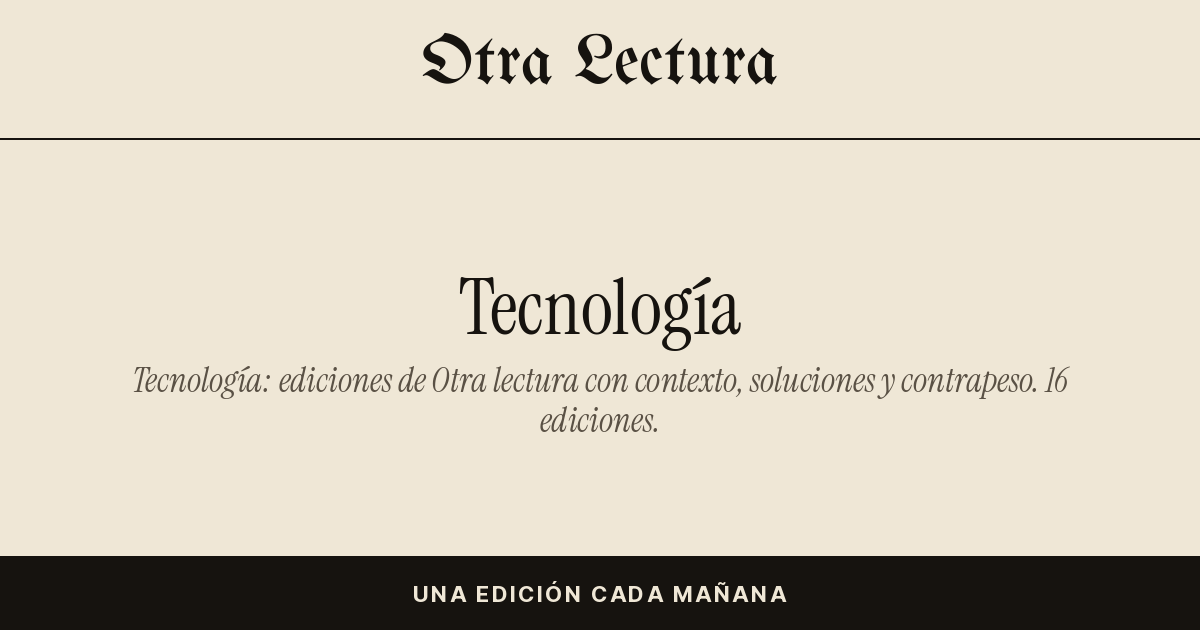 Otra Lectura
Tecnología
Tecnología: ediciones de Otra lectura con contexto, soluciones y contrapeso. 16
ediciones.
UNA EDICIÓN CADA MAÑANA